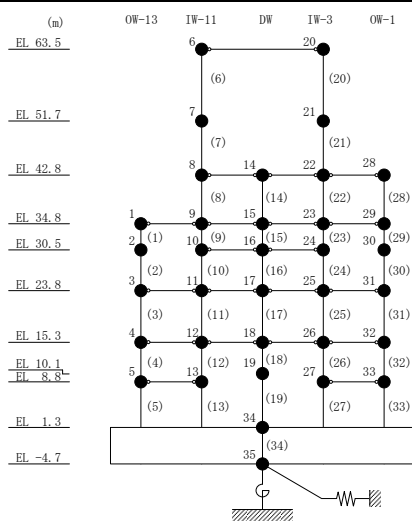 (m) OW-13 IW-11 DW IW-3 OW-1
EL 63.5 6 20
(6) (20)
EL 51.7 7 21
(7) (21)
EL 42.8 8 14 22 28
(8) (14) (22) (28)
EL 34.8 1 9 15 23 29
(1) (9) (15) (23) (29)
EL 30.5 2 10 16 24 30
(2) (10) (16) (24) (30)
EL 23.8 3 11 17 25 31
(3) (11) (17) (25) (31)
EL 15.3 4 12 18 26 32
(4) (12) (18) (26) (32)
EL 10.1 19
EL 8.8 5 13 27 33
(5) (13) (19) (27) (33)
EL 1.3 34
(34)
EL -4.7 35